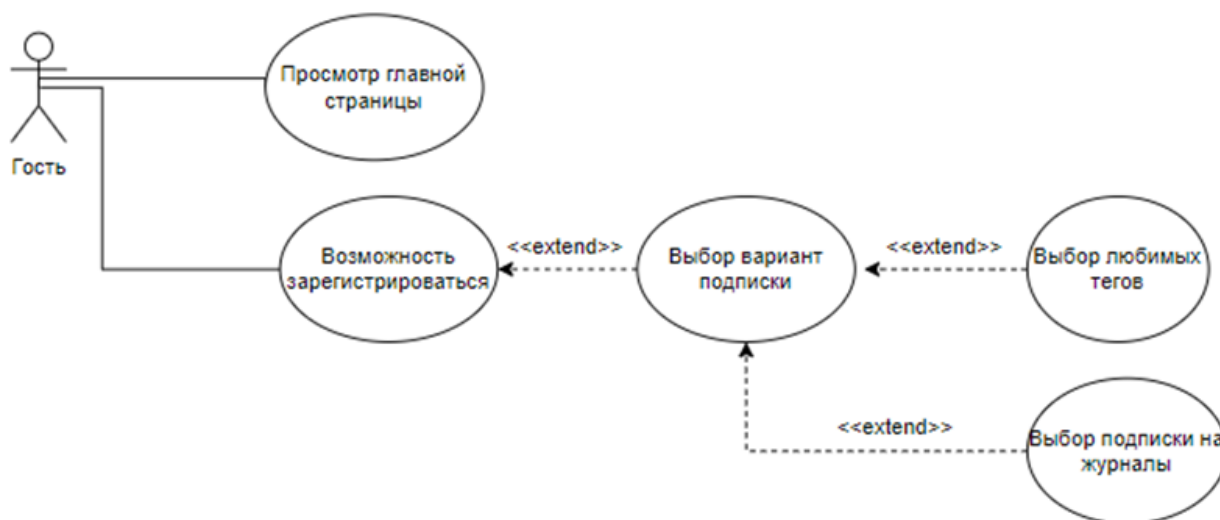 Просмотр главной
страницы
Гость
Возможность
зарегистрироваться
<<extend>>
Выбор вариант
подписки
<<extend>>
Выбор любимых
тегов
<<extend>>
Выбор подписки на
журналы